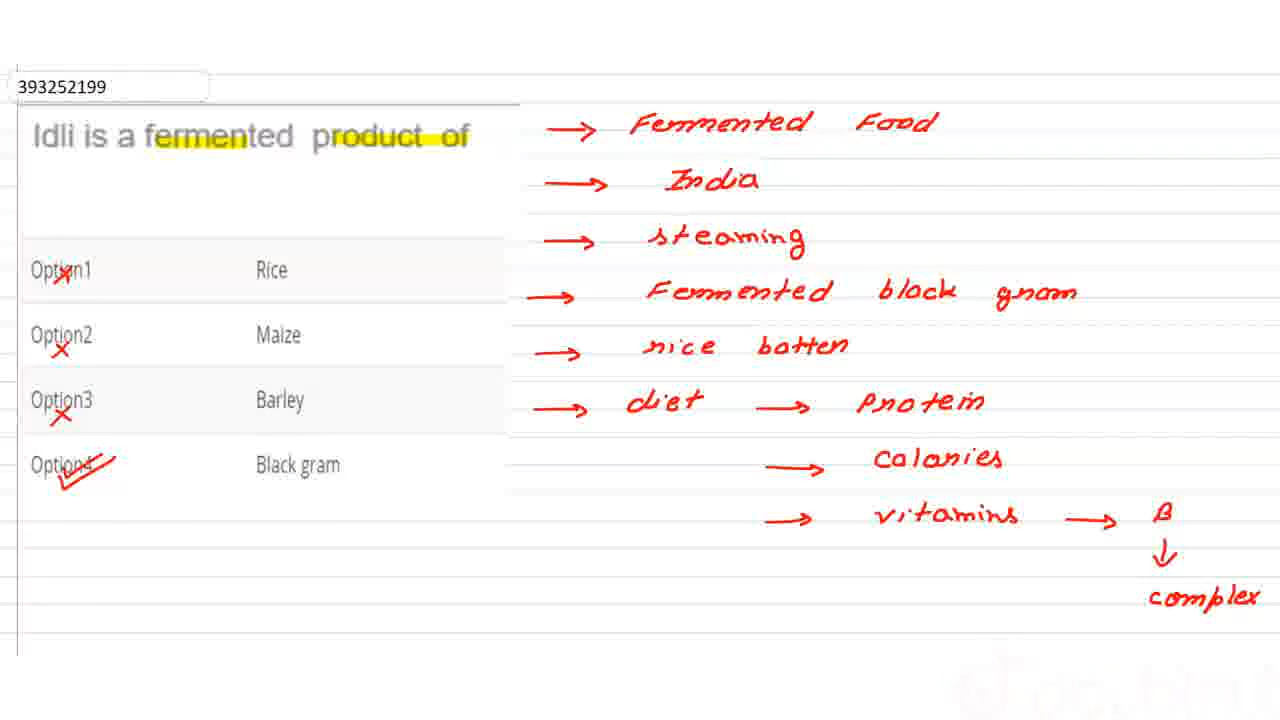 393252199
Idli is a fermented product of
Option1 Rice
Option2 Maize
Option3 Barley
Option4 Black gram
→ Fermented Food
→ India
→ steaming
→ Fermented black gram
→ rice batter
→ diet → Protein
→ calories
→ vitamins → B
↓
complex